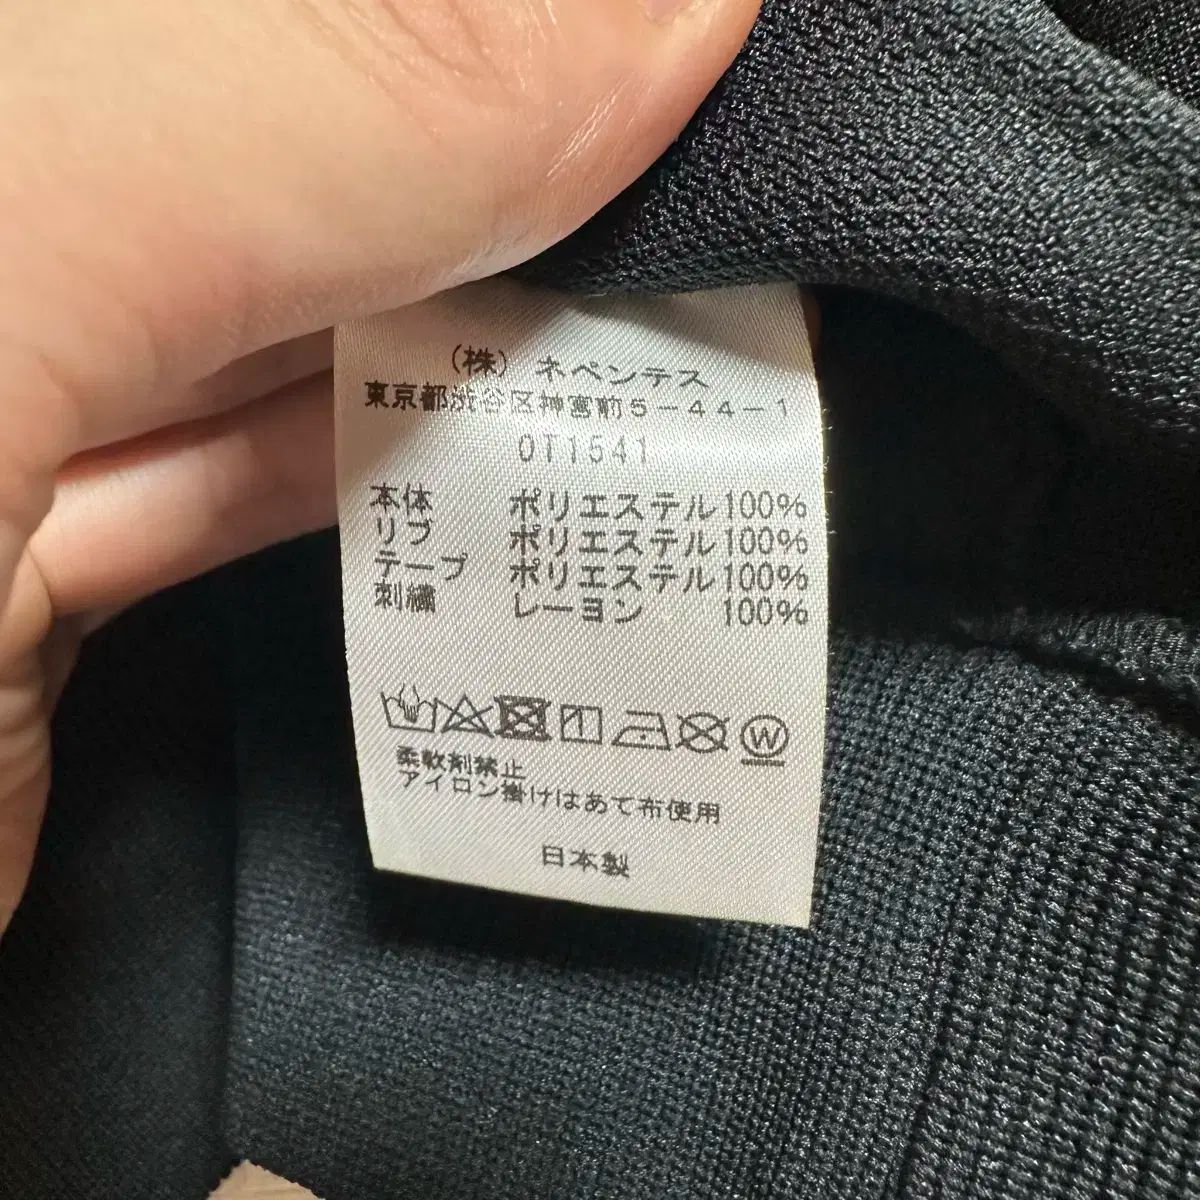 (株) ネペンテス
東京都渋谷区神宮前5-44-1
OT1541
本体 ポリエステル100%
リブ ポリエステル100%
テープ ポリエステル100%
刺繍 レーヨン 100%
W
柔軟剤禁止
アイロン掛けはあて布使用
日本製